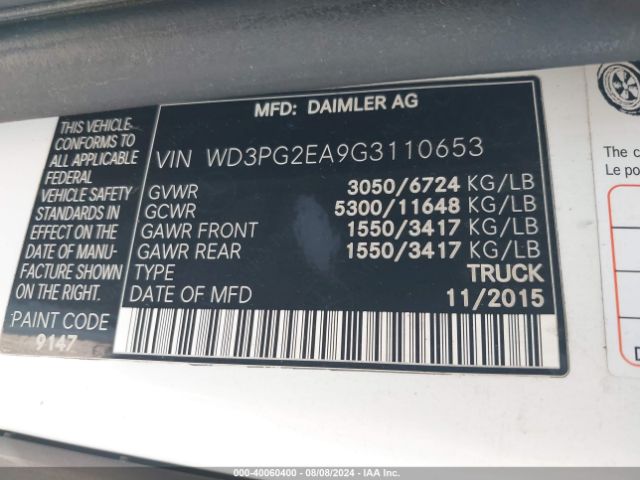 MFD: DAIMLER AG
THIS VEHICLE
CONFORMS TO
ALL APPLICABLE
FEDERAL
VEHICLE SAFETY
STANDARDS IN
EFFECT ON THE
DATE OF MANU-
FACTURE SHOWN
ON THE RIGHT.
PAINT CODE
9147
VIN WD3PG2EA9G3110653
GVWR 3050/6724 KG/LB
GCWR 5300/11648 KG/LB
GAWR FRONT 1550/3417 KG/LB
GAWR REAR 1550/3417 KG/LB
TYPE TRUCK
DATE OF MFD 11/2015
The c
Le po
WD - 40060400 - 08/08/2024 - IAA Inc.